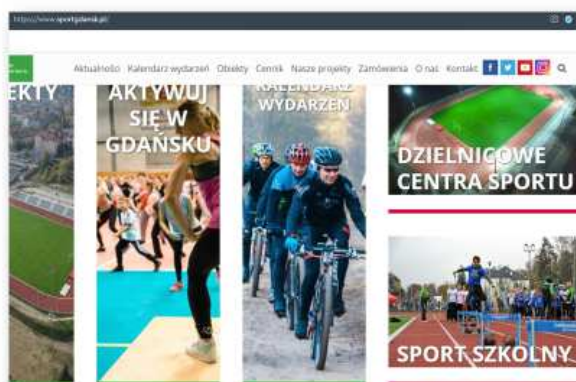 https://www.sportgdansk.pl/
Aktualności Kalendarz wydarzeń Obiekty Cennik Nasze projekty Zamówienia O nas Kontakt
EKTY
AKTYWUJ
SIĘ W
GDAŃSKU
KALENDARZ
WYDARZEŃ
DZIELNICOWE
CENTRA SPORTU
SPORT SZKOLNY